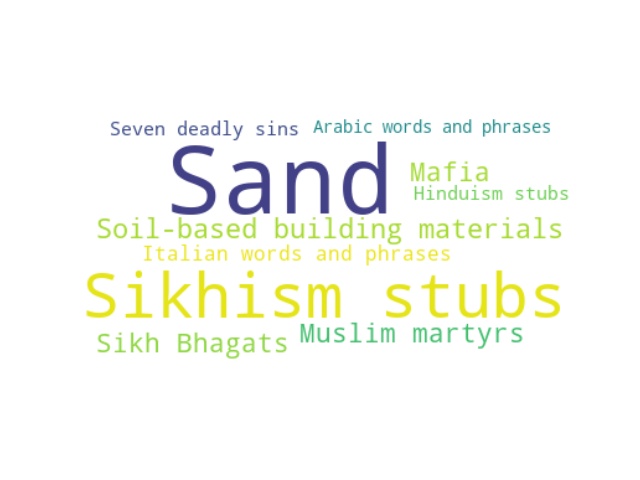 Seven deadly sins
Arabic words and phrases
Sand
Mafia
Hinduism stubs
Soil-based building materials
Italian words and phrases
Sikhism stubs
Muslim martyrs
Sikh Bhagats